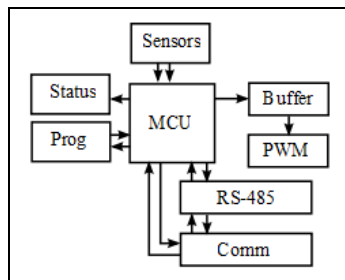 Sensors
Status
Buffer
MCU
Prog
PWM
RS-485
Comm